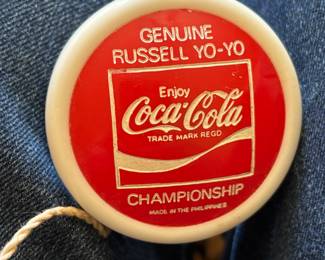 GENUINE
RUSSELL YO-YO
Enjoy
Coca-Cola
TRADE MARK REGD
CHAMPIONSHIP
MADE IN THE PHILIPPINES